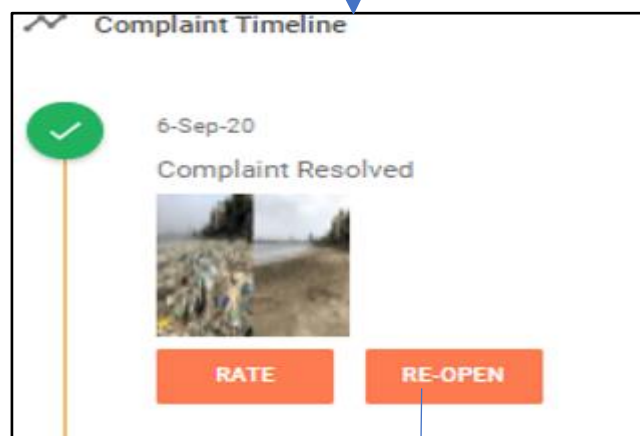 Complaint Timeline
6-Sep-20
Complaint Resolved
RATE
RE-OPEN